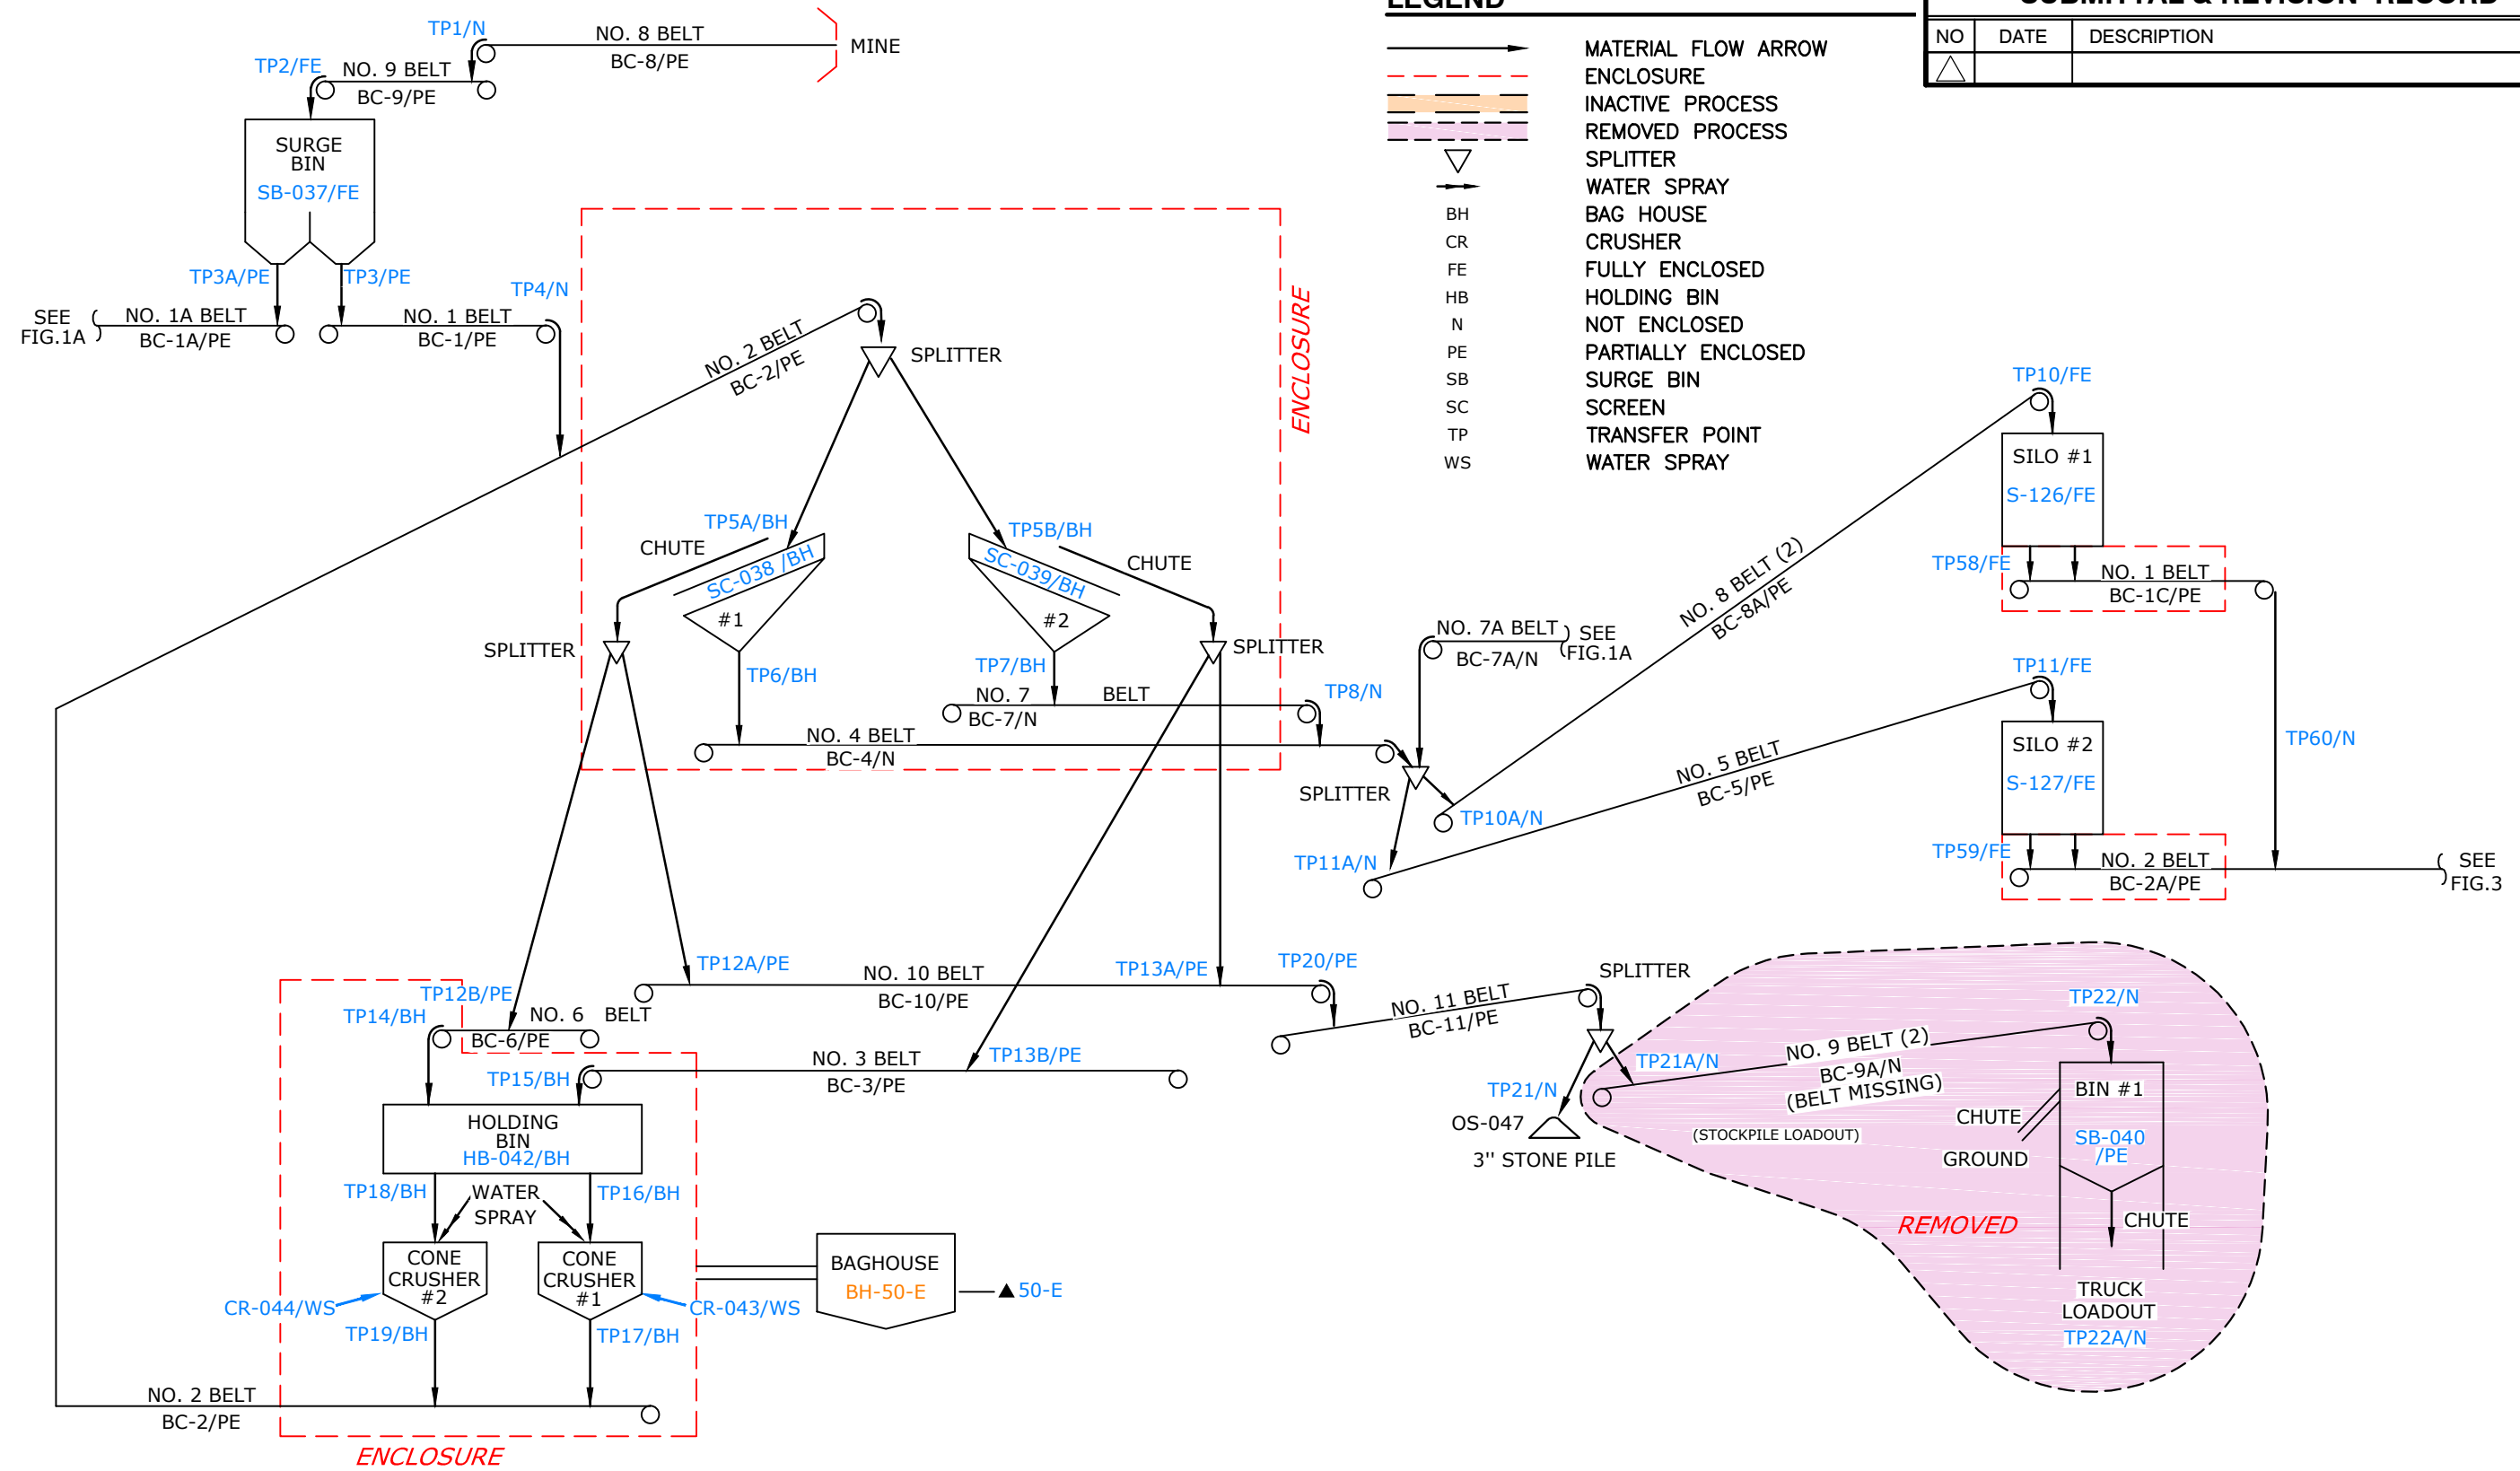 LEGEND
SUBMITTAL & REVISION RECORD
NO DATE DESCRIPTION
MATERIAL FLOW ARROW
ENCLOSURE
INACTIVE PROCESS
REMOVED PROCESS
SPLITTER
WATER SPRAY
BH BAG HOUSE
CR CRUSHER
FE FULLY ENCLOSED
HB HOLDING BIN
N NOT ENCLOSED
PE PARTIALLY ENCLOSED
SB SURGE BIN
SC SCREEN
TP TRANSFER POINT
WS WATER SPRAY
TP1/N
NO. 8 BELT
BC-8/PE
MINE
TP2/FE
NO. 9 BELT
BC-9/PE
SURGE
BIN
SB-037/FE
TP3A/PE
TP3/PE
TP4/N
SEE
FIG.1A
NO. 1A BELT
BC-1A/PE
NO. 1 BELT
BC-1/PE
NO. 2 BELT
BC-2/PE
SPLITTER
ENCLOSURE
TP5A/BH
CHUTE
SC-038 /BH
#1
TP5B/BH
CHUTE
SC-039/BH
#2
SPLITTER
SPLITTER
TP6/BH
TP7/BH
NO. 7 BELT
BC-7/N
TP8/N
NO. 4 BELT
BC-4/N
NO. 7A BELT
BC-7A/N
SEE
FIG.1A
SPLITTER
TP10A/N
TP11A/N
NO. 8 BELT (2)
BC-8A/PE
NO. 5 BELT
BC-5/PE
TP10/FE
SILO #1
S-126/FE
TP58/FE
NO. 1 BELT
BC-1C/PE
TP11/FE
SILO #2
S-127/FE
TP60/N
TP59/FE
NO. 2 BELT
BC-2A/PE
SEE
FIG.3
TP12A/PE
NO. 10 BELT
BC-10/PE
TP13A/PE
TP20/PE
TP12B/PE
TP14/BH
NO. 6 BELT
BC-6/PE
TP15/BH
NO. 3 BELT
BC-3/PE
TP13B/PE
NO. 11 BELT
BC-11/PE
SPLITTER
TP21A/N
TP21/N
OS-047
3" STONE PILE
NO. 9 BELT (2)
BC-9A/N
(BELT MISSING)
(STOCKPILE LOADOUT)
TP22/N
BIN #1
CHUTE
SB-040
/PE
GROUND
REMOVED
CHUTE
TRUCK
LOADOUT
TP22A/N
HOLDING
BIN
HB-042/BH
TP18/BH
WATER
SPRAY
TP16/BH
CONE
CRUSHER
#2
CONE
CRUSHER
#1
CR-044/WS
CR-043/WS
TP19/BH
TP17/BH
BAGHOUSE
BH-50-E
50-E
NO. 2 BELT
BC-2/PE
ENCLOSURE